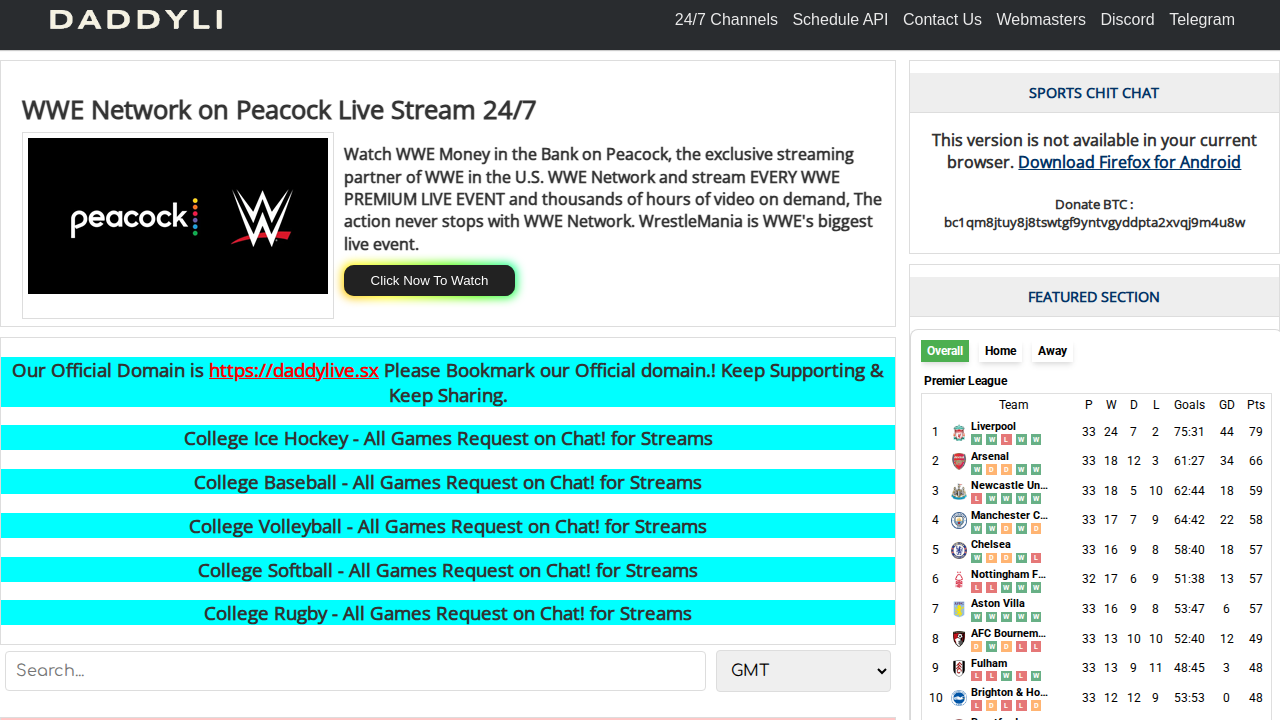 DADDYLI
24/7 Channels Schedule API Contact Us Webmasters Discord Telegram
WWE Network on Peacock Live Stream 24/7
peacock W
Watch WWE Money in the Bank on Peacock, the exclusive streaming
partner of WWE in the U.S. WWE Network and stream EVERY WWE
PREMIUM LIVE EVENT and thousands of hours of video on demand, The
action never stops with WWE Network. WrestleMania is WWE's biggest
live event.
Click Now To Watch
Our Official Domain is https://daddylive.sx Please Bookmark our Official domain.! Keep Supporting &
Keep Sharing.
College Ice Hockey - All Games Request on Chat! for Streams
College Baseball - All Games Request on Chat! for Streams
College Volleyball - All Games Request on Chat! for Streams
College Softball - All Games Request on Chat! for Streams
College Rugby - All Games Request on Chat! for Streams
Search...
GMT
SPORTS CHIT CHAT
This version is not available in your current
browser. Download Firefox for Android
Donate BTC :
bc1qm8jtuy8j8tswtgf9yntvgyddpta2xvqj9m4u8w
FEATURED SECTION
Overall Home Away
Premier League
Team P W D L Goals GD Pts
1 Liverpool 33 24 7 2 75:31 44 79
W W L W W
2 Arsenal 33 18 12 3 61:27 34 66
W D D W W
3 Newcastle Un... 33 18 5 10 62:44 18 59
L W W W W
4 Manchester C... 33 17 7 9 64:42 22 58
W W D W D
5 Chelsea 33 16 9 8 58:40 18 57
W D D W L
6 Nottingham F... 32 17 6 9 51:38 13 57
L L W W W
7 Aston Villa 33 16 9 8 53:47 6 57
W W W W W
8 AFC Bournem... 33 13 10 10 52:40 12 49
D W D L L
9 Fulham 33 13 9 11 48:45 3 48
L L W L W
10 Brighton & Ho... 33 12 12 9 53:53 0 48
L D L L D